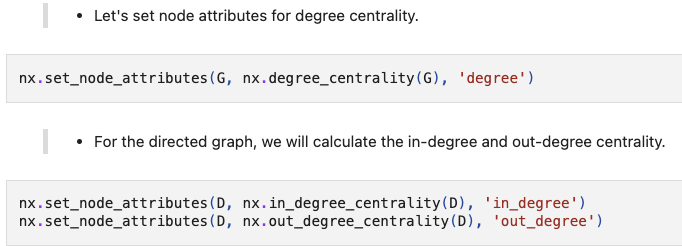 • Let's set node attributes for degree centrality.
nx.set_node_attributes(G, nx.degree_centrality(G), 'degree')
• For the directed graph, we will calculate the in-degree and out-degree centrality.
nx.set_node_attributes(D, nx.in_degree_centrality(D), 'in_degree')
nx.set_node_attributes(D, nx.out_degree_centrality(D), 'out_degree')